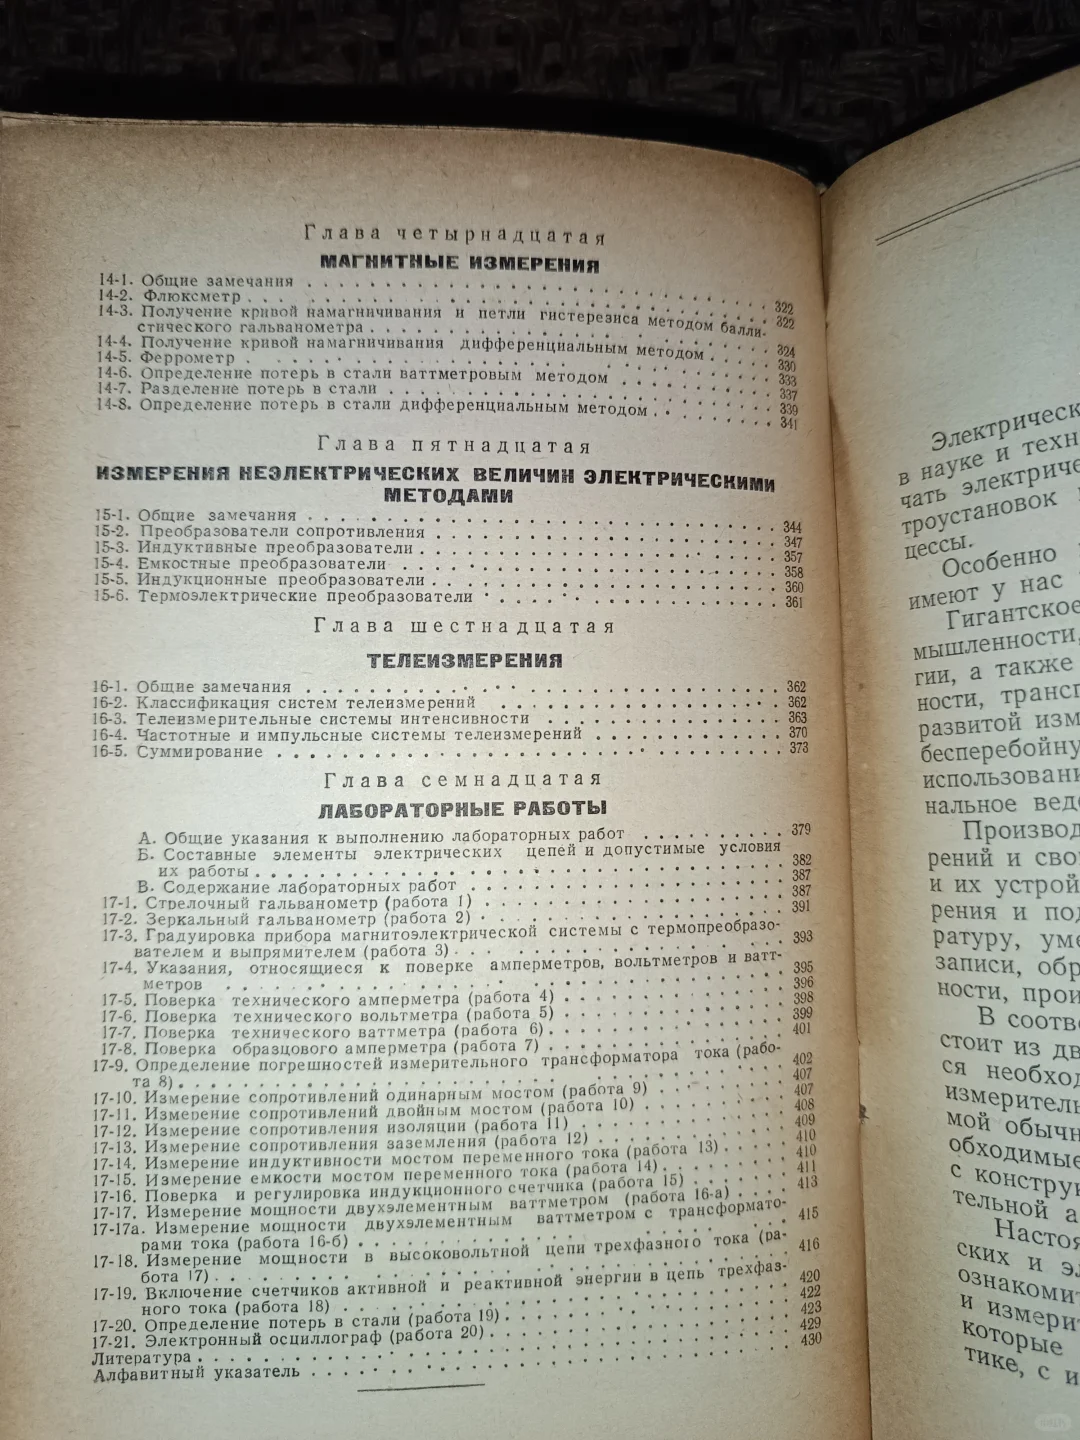 Глава четырнадцатая
МАГНИТНЫЕ ИЗМЕРЕНИЯ
14-1. Общие замечания . . . 322
14-2. Флюксметр . . . 322
14-3. Получение кривой намагничивания и петли гистерезиса методом балли-
стического гальванометра . . . 324
14-4. Получение кривой намагничивания дифференциальным методом . . . 330
14-5. Феррометр . . . 333
14-6. Определение потерь в стали ваттметровым методом . . . 337
14-7. Разделение потерь в стали . . . 339
14-8. Определение потерь в стали дифференциальным методом . . . 341
Глава пятнадцатая
ИЗМЕРЕНИЯ НЕЭЛЕКТРИЧЕСКИХ ВЕЛИЧИН ЭЛЕКТРИЧЕСКИМИ
МЕТОДАМИ
15-1. Общие замечания . . . 344
15-2. Преобразователи сопротивления . . . 347
15-3. Индуктивные преобразователи . . . 357
15-4. Емкостные преобразователи . . . 358
15-5. Индукционные преобразователи . . . 360
15-6. Термоэлектрические преобразователи . . . 361
Глава шестнадцатая
ТЕЛЕИЗМЕРЕНИЯ
16-1. Общие замечания . . . 362
16-2. Классификация систем телеизмерений . . . 362
16-3. Телеизмерительные системы интенсивности . . . 363
16-4. Частотные и импульсные системы телеизмерений . . . 370
16-5. Суммирование . . . 373
Глава семнадцатая
ЛАБОРАТОРНЫЕ РАБОТЫ
А. Общие указания к выполнению лабораторных работ . . . 379
Б. Составные элементы электрических цепей и допустимые условия
их работы . . . 382
В. Содержание лабораторных работ . . . 387
17-1. Стрелочный гальванометр (работа 1) . . . 387
17-2. Зеркальный гальванометр (работа 2) . . . 391
17-3. Градуировка прибора магнитоэлектрической системы с термопреобразо-
вателем и выпрямителем (работа 3) . . . 393
17-4. Указания, относящиеся к поверке амперметров, вольтметров и ватт-
метров . . . 395
17-5. Поверка технического амперметра (работа 4) . . . 396
17-6. Поверка технического вольтметра (работа 5) . . . 398
17-7. Поверка технического ваттметра (работа 6) . . . 399
17-8. Поверка образцового амперметра (работа 7) . . . 401
17-9. Определение погрешностей измерительного трансформатора тока (рабо-
та 8) . . . 402
17-10. Измерение сопротивлений одинарным мостом (работа 9) . . . 407
17-11. Измерение сопротивлений двойным мостом (работа 10) . . . 407
17-12. Измерение сопротивления изоляции (работа 11) . . . 408
17-13. Измерение сопротивления заземления (работа 12) . . . 409
17-14. Измерение индуктивности мостом переменного тока (работа 13) . . . 410
17-15. Измерение емкости мостом переменного тока (работа 14) . . . 410
17-16. Поверка и регулировка индукционного счетчика (работа 15) . . . 411
17-17. Измерение мощности двухэлементным ваттметром (работа 16-а) . . . 413
17-17а. Измерение мощности двухэлементным ваттметром с трансформато-
рами тока (работа 16-б) . . . 415
17-18. Измерение мощности в высоковольтной цепи трехфазного тока (ра-
бота 17) . . . 416
17-19. Включение счетчиков активной и реактивной энергии в цепь трехфаз-
ного тока (работа 18) . . . 420
17-20. Определение потерь в стали (работа 19) . . . 422
17-21. Электронный осциллограф (работа 20) . . . 423
Литература . . . 429
Алфавитный указатель . . . 430
Электрическ
в науке и техн
чать электриче
троустановок
цессы.
Особенно
имеют у нас
Гигантское
мышленности,
гии, а также
ности, трансп
развитой изм
бесперебойну
использовани
нальное веде
Производ
рений и сво
и их устрой
рения и под
ратуру, уме
записи, обр
ности, прои
В соотве
стоит из дв
ся необход
измеритель
мой обычн
обходимые
с конструк
тельной а
Настоя
ских и эл
ознакомит
и измерит
которые
тике, с и